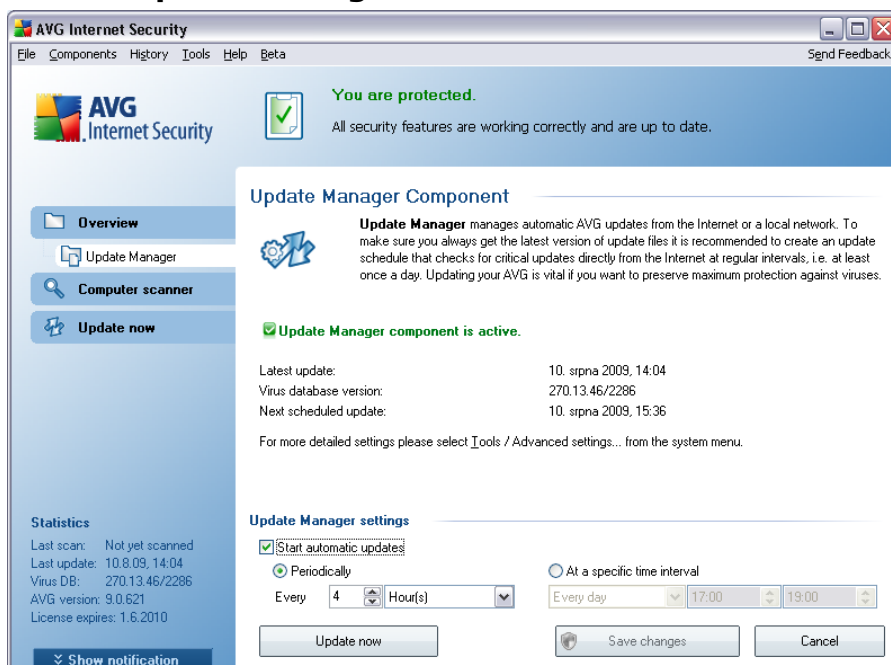 AVG Internet Security
File Components History Tools Help Beta Send Feedback
AVG
Internet Security
You are protected.
All security features are working correctly and are up to date.
Overview
Update Manager
Computer scanner
Update now
Update Manager Component
Update Manager manages automatic AVG updates from the Internet or a local network. To
make sure you always get the latest version of update files it is recommended to create an update
schedule that checks for critical updates directly from the Internet at regular intervals, i.e. at least
once a day. Updating your AVG is vital if you want to preserve maximum protection against viruses.
Update Manager component is active.
Latest update: 10. srpna 2009, 14:04
Virus database version: 270.13.46/2286
Next scheduled update: 10. srpna 2009, 15:36
For more detailed settings please select Tools / Advanced settings... from the system menu.
Statistics
Last scan: Not yet scanned
Last update: 10.8.09, 14:04
Virus DB: 270.13.46/2286
AVG version: 9.0.621
License expires: 1.6.2010
Show notification
Update Manager settings
Start automatic updates
Periodically
At a specific time interval
Every 4 Hour(s)
Every day 17:00 19:00
Update now
Save changes
Cancel